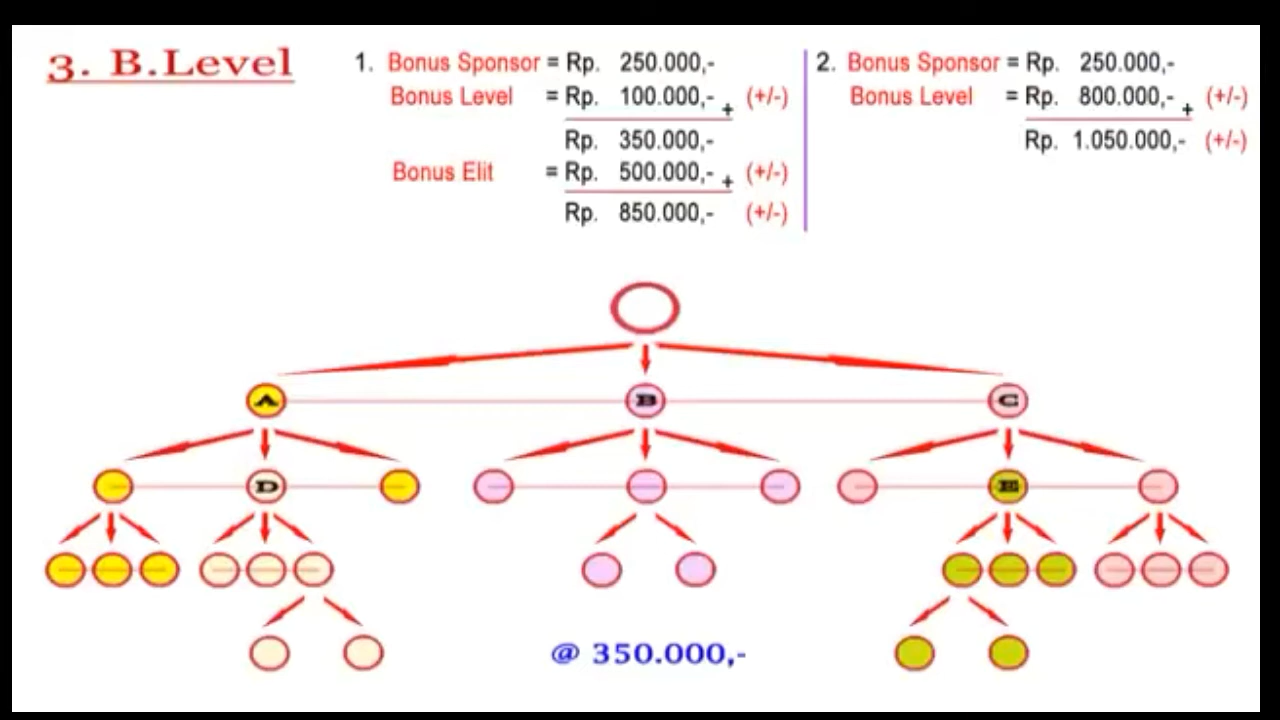 3. B.Level
1. Bonus Sponsor = Rp. 250.000,-
Bonus Level = Rp. 100.000,- + (+/-)
Rp. 350.000,-
Bonus Elit = Rp. 500.000,- + (+/-)
Rp. 850.000,- (+/-)
2. Bonus Sponsor = Rp. 250.000,-
Bonus Level = Rp. 800.000,- + (+/-)
Rp. 1.050.000,- (+/-)
A B C
D E
@ 350.000,-